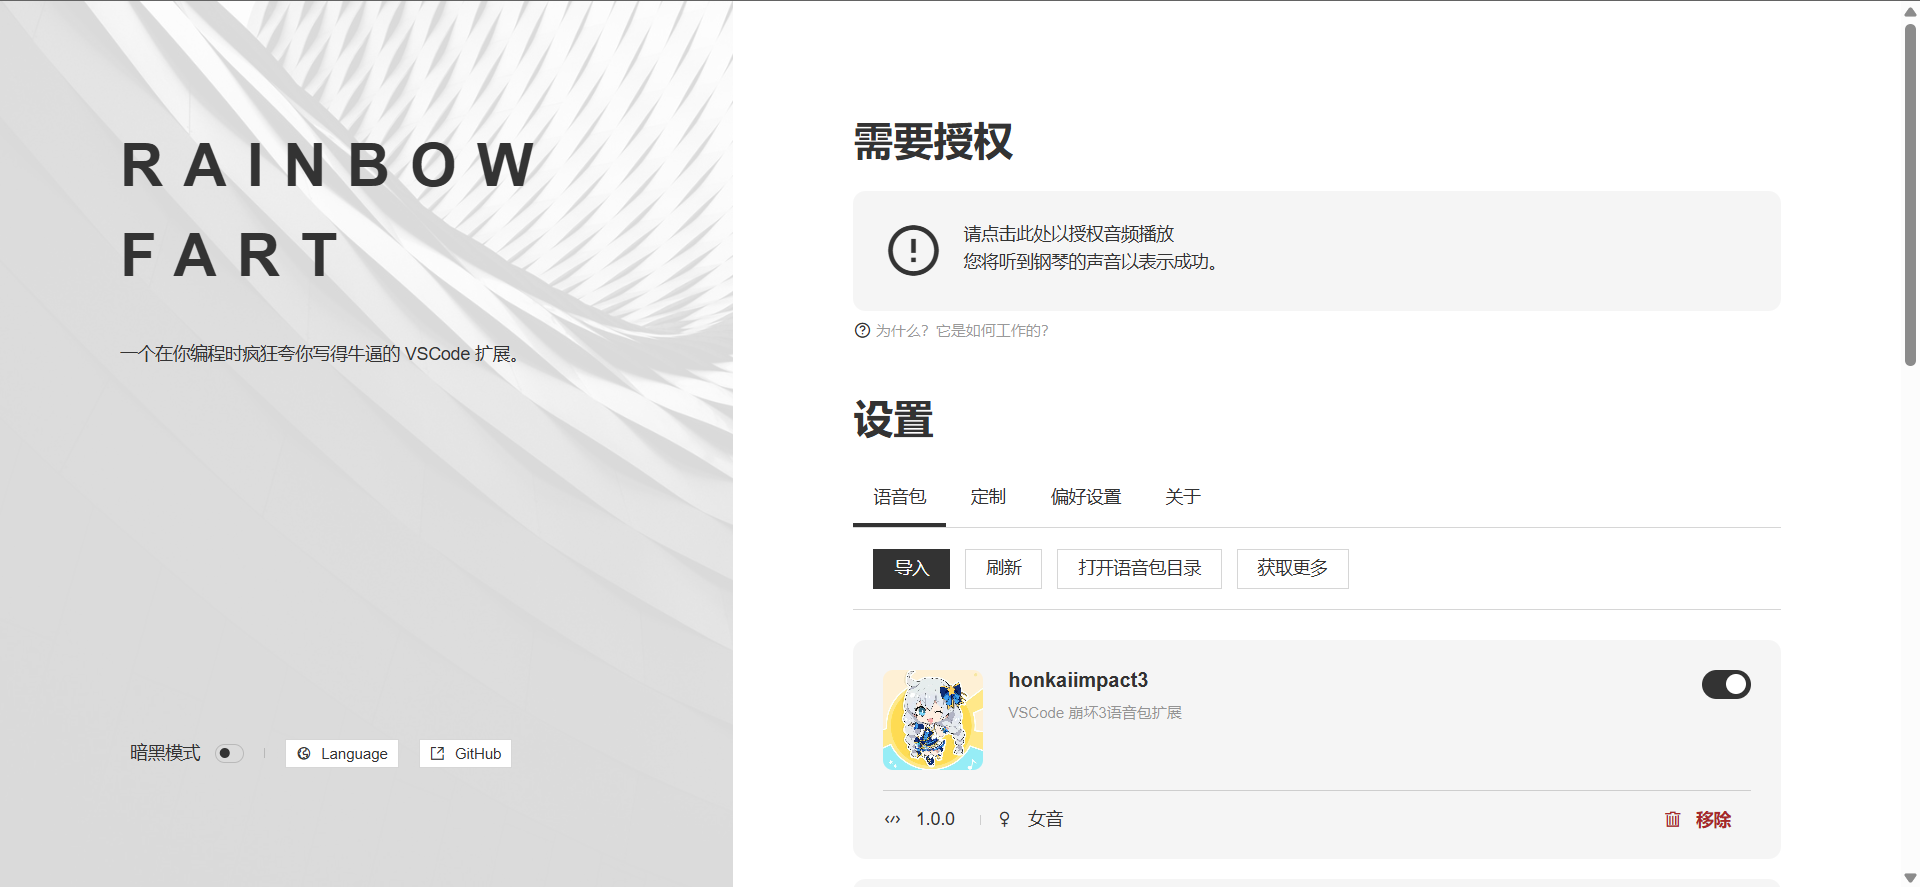 RAINBOW
FART
一个在你编程时疯狂夸你写得牛逼的 VSCode 扩展。
暗黑模式
Language
GitHub
需要授权
请点击此处以授权音频播放
您将听到钢琴的声音以表示成功。
为什么？它是如何工作的？
设置
语音包 定制 偏好设置 关于
导入 刷新 打开语音包目录 获取更多
honkaiimpact3
VSCode 崩坏3语音包扩展
1.0.0 女音 移除